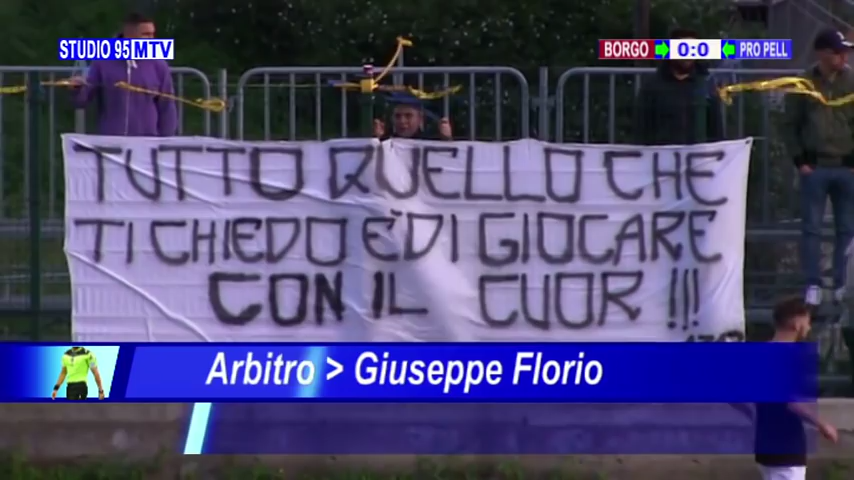 STUDIO 95 MTV
BORGO 0:0 PRO PELL
TUTTO QUELLO CHE
TI CHIEDO È DI GIOCARE
CON IL CUOR !!!
Arbitro > Giuseppe Florio